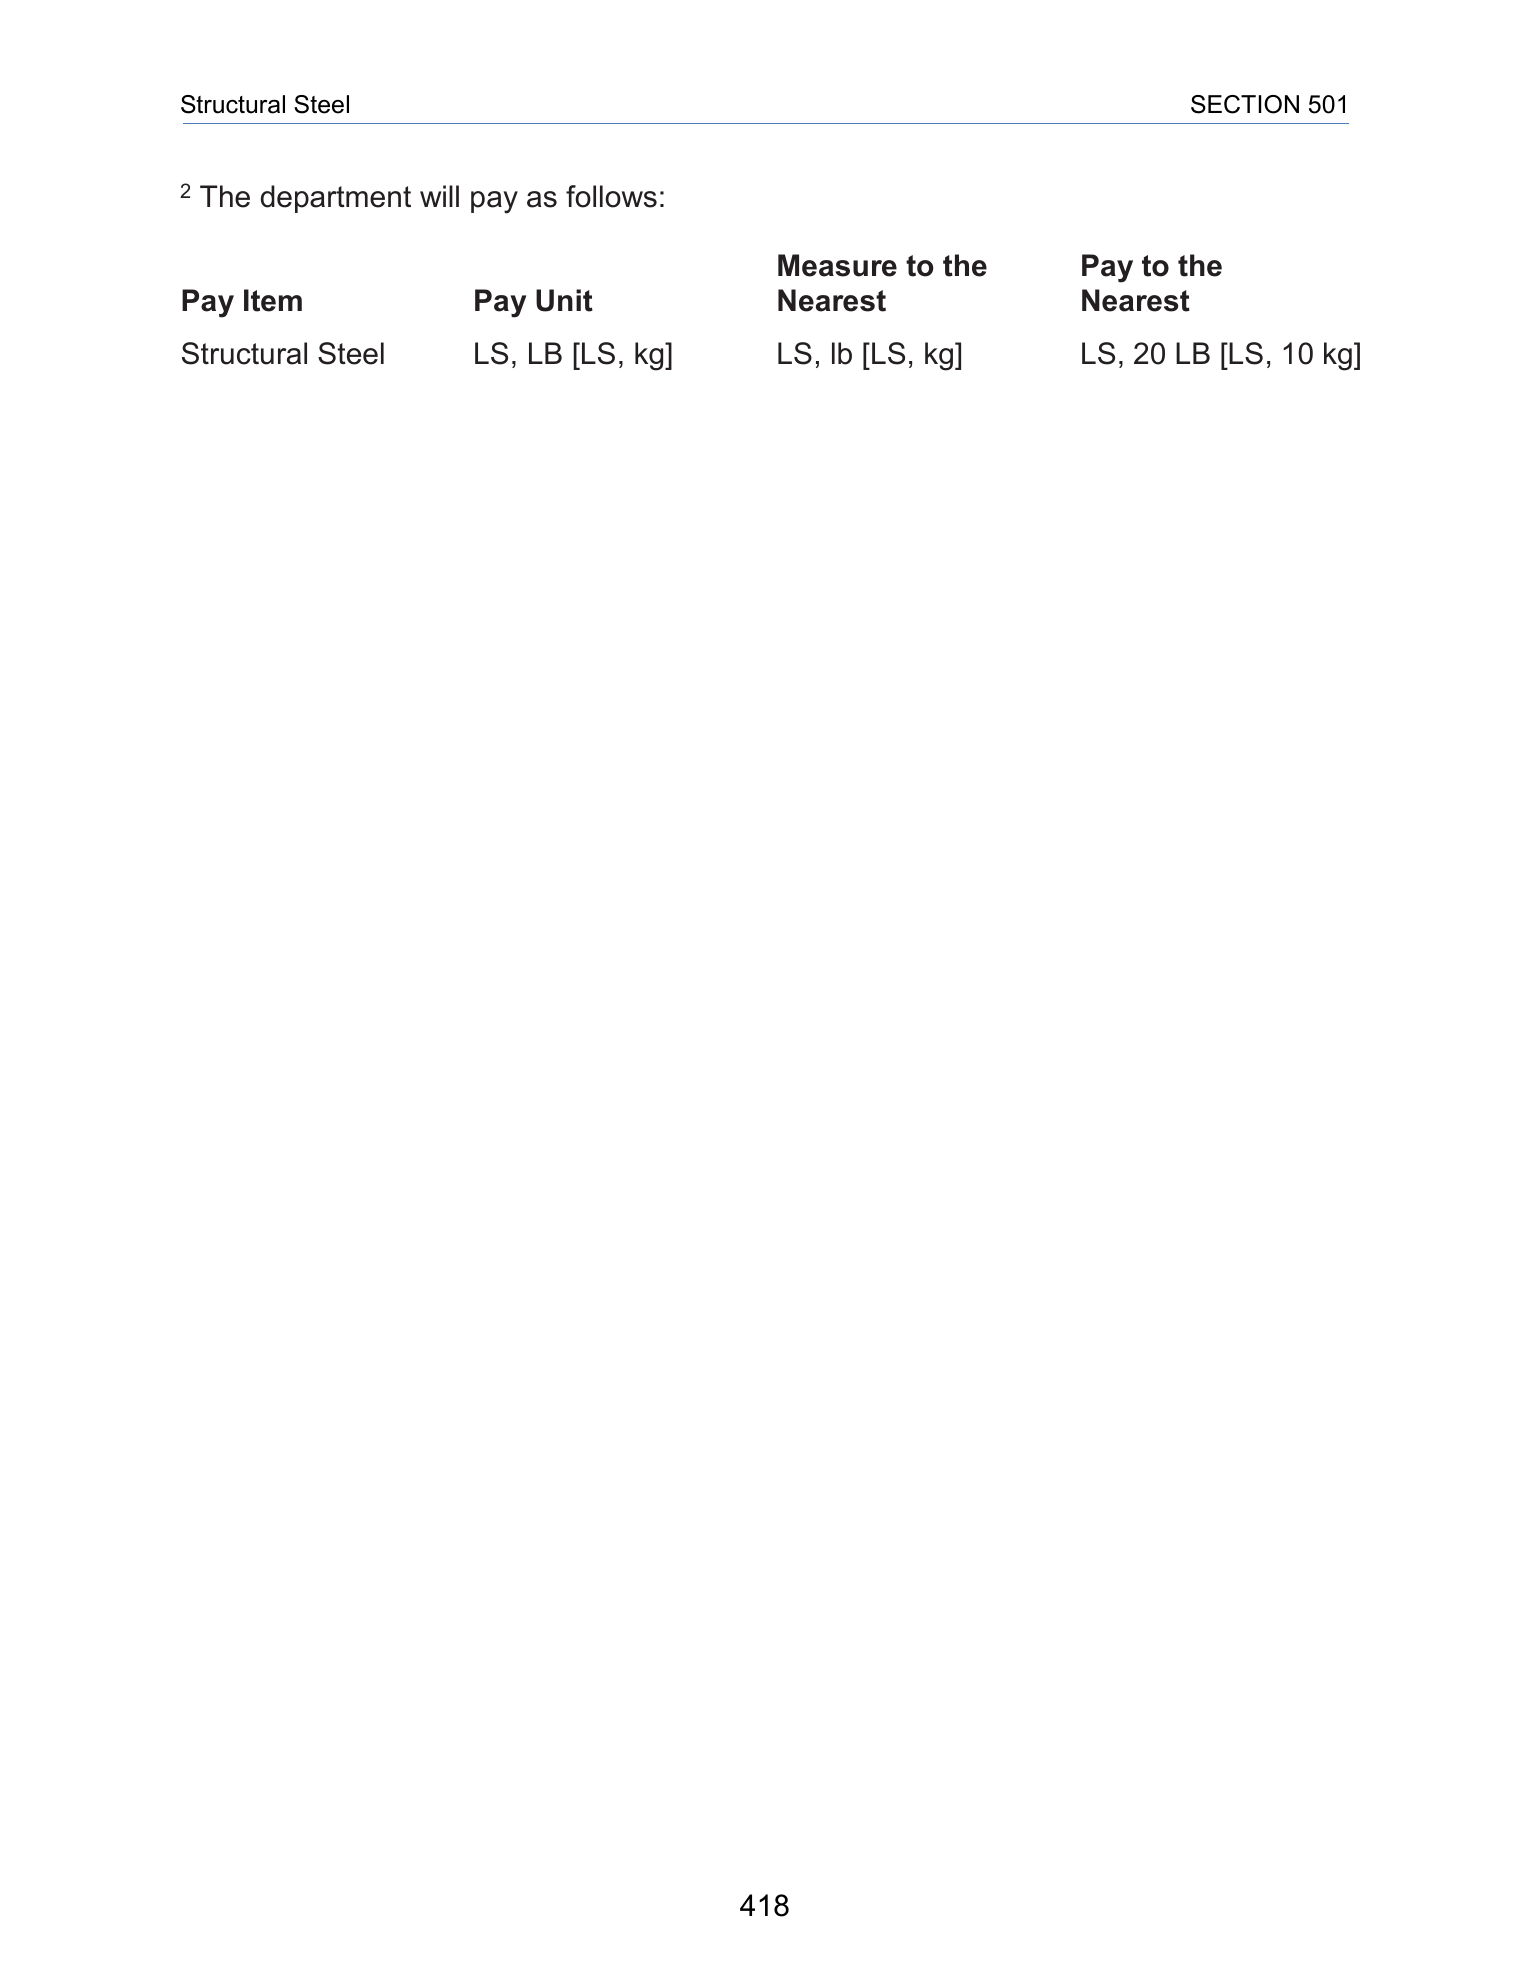 Structural Steel SECTION 501
2 The department will pay as follows:
Measure to the Pay to the
Pay Item Pay Unit Nearest Nearest
Structural Steel LS, LB [LS, kg] LS, lb [LS, kg] LS, 20 LB [LS, 10 kg]
418